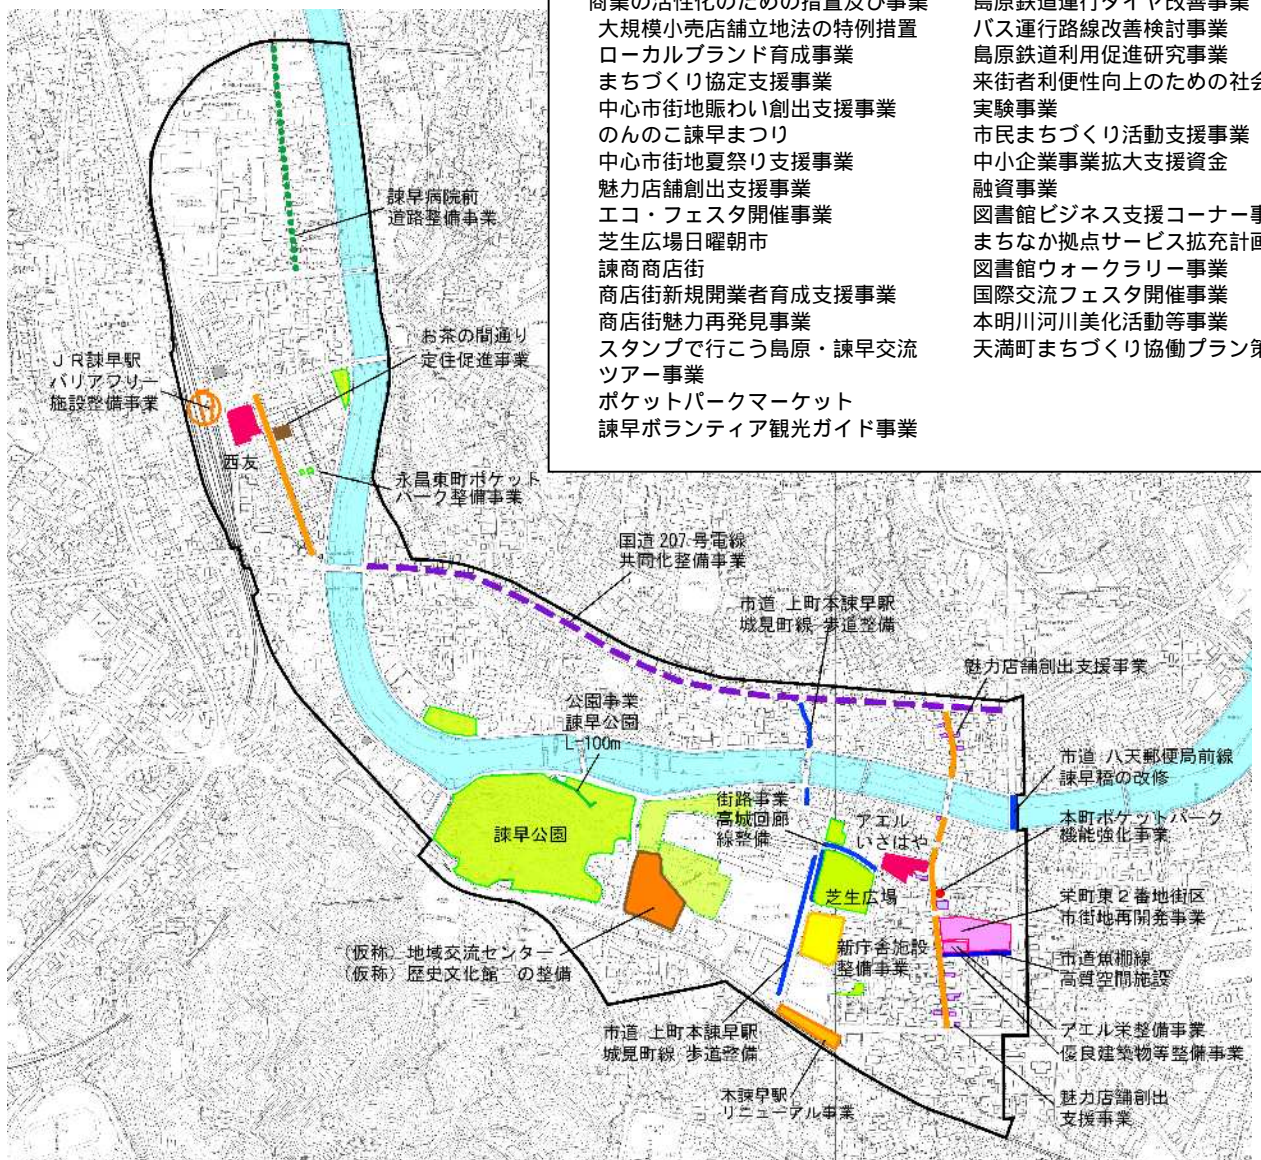 商業の活性化のための措置及び事業
大規模小売店舗立地法の特例措置
ローカルブランド育成事業
まちづくり協定支援事業
中心市街地賑わい創出支援事業
のんのこ諫早まつり
中心市街地夏祭り支援事業
魅力店舗創出支援事業
エコ・フェスタ開催事業
芝生広場日曜朝市
諫商商店街
商店街新規開業者育成支援事業
商店街魅力再発見事業
スタンプで行こう島原・諫早交流
ツアー事業
ポケットパークマーケット
諫早ボランティア観光ガイド事業
島原鉄道運行ダイヤ改善事業
バス運行路線改善検討事業
島原鉄道利用促進研究事業
来街者利便性向上のための社会
実験事業
市民まちづくり活動支援事業
中小企業事業拡大支援資金
融資事業
図書館ビジネス支援コーナー事
まちなか拠点サービス拡充計画
図書館ウォークラリー事業
国際交流フェスタ開催事業
本明川河川美化活動等事業
天満町まちづくり協働プラン策
諫早病院前
道路整備事業
お茶の間通り
定住促進事業
ＪＲ諫早駅
バリアフリー
施設整備事業
西友
永昌東町ポケット
パーク整備事業
国道 207 号電線
共同化整備事業
市道 上町本諫早駅
城見町線 歩道整備
魅力店舗創出支援事業
公園事業
諫早公園
L=100m
市道 八天郵便局前線
諫早橋の改修
街路事業
高城回廊
線整備
アエル
いさはや
本町ポケットパーク
機能強化事業
諫早公園
芝生広場
栄町東２番地街区
市街地再開発事業
新庁舎施設
整備事業
（仮称）地域交流センター
（仮称）歴史文化館 の整備
市道魚棚線
高質空間施設
市道 上町本諫早駅
城見町線 歩道整備
アエル栄整備事業
優良建築物等整備事業
本諫早駅
リニューアル事業
魅力店舗創出
支援事業